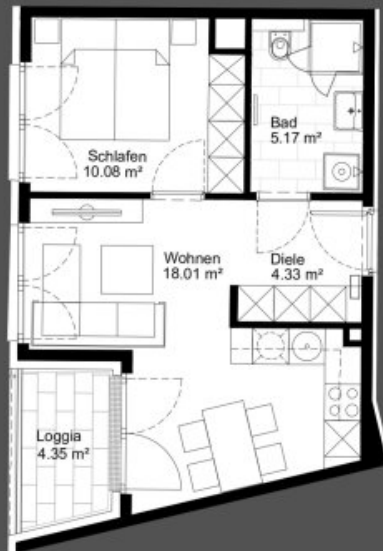 Bad
5.17 m²
Schlafen
10.08 m²
Wohnen
18.01 m²
Diele
4.33 m²
Loggia
4.35 m²